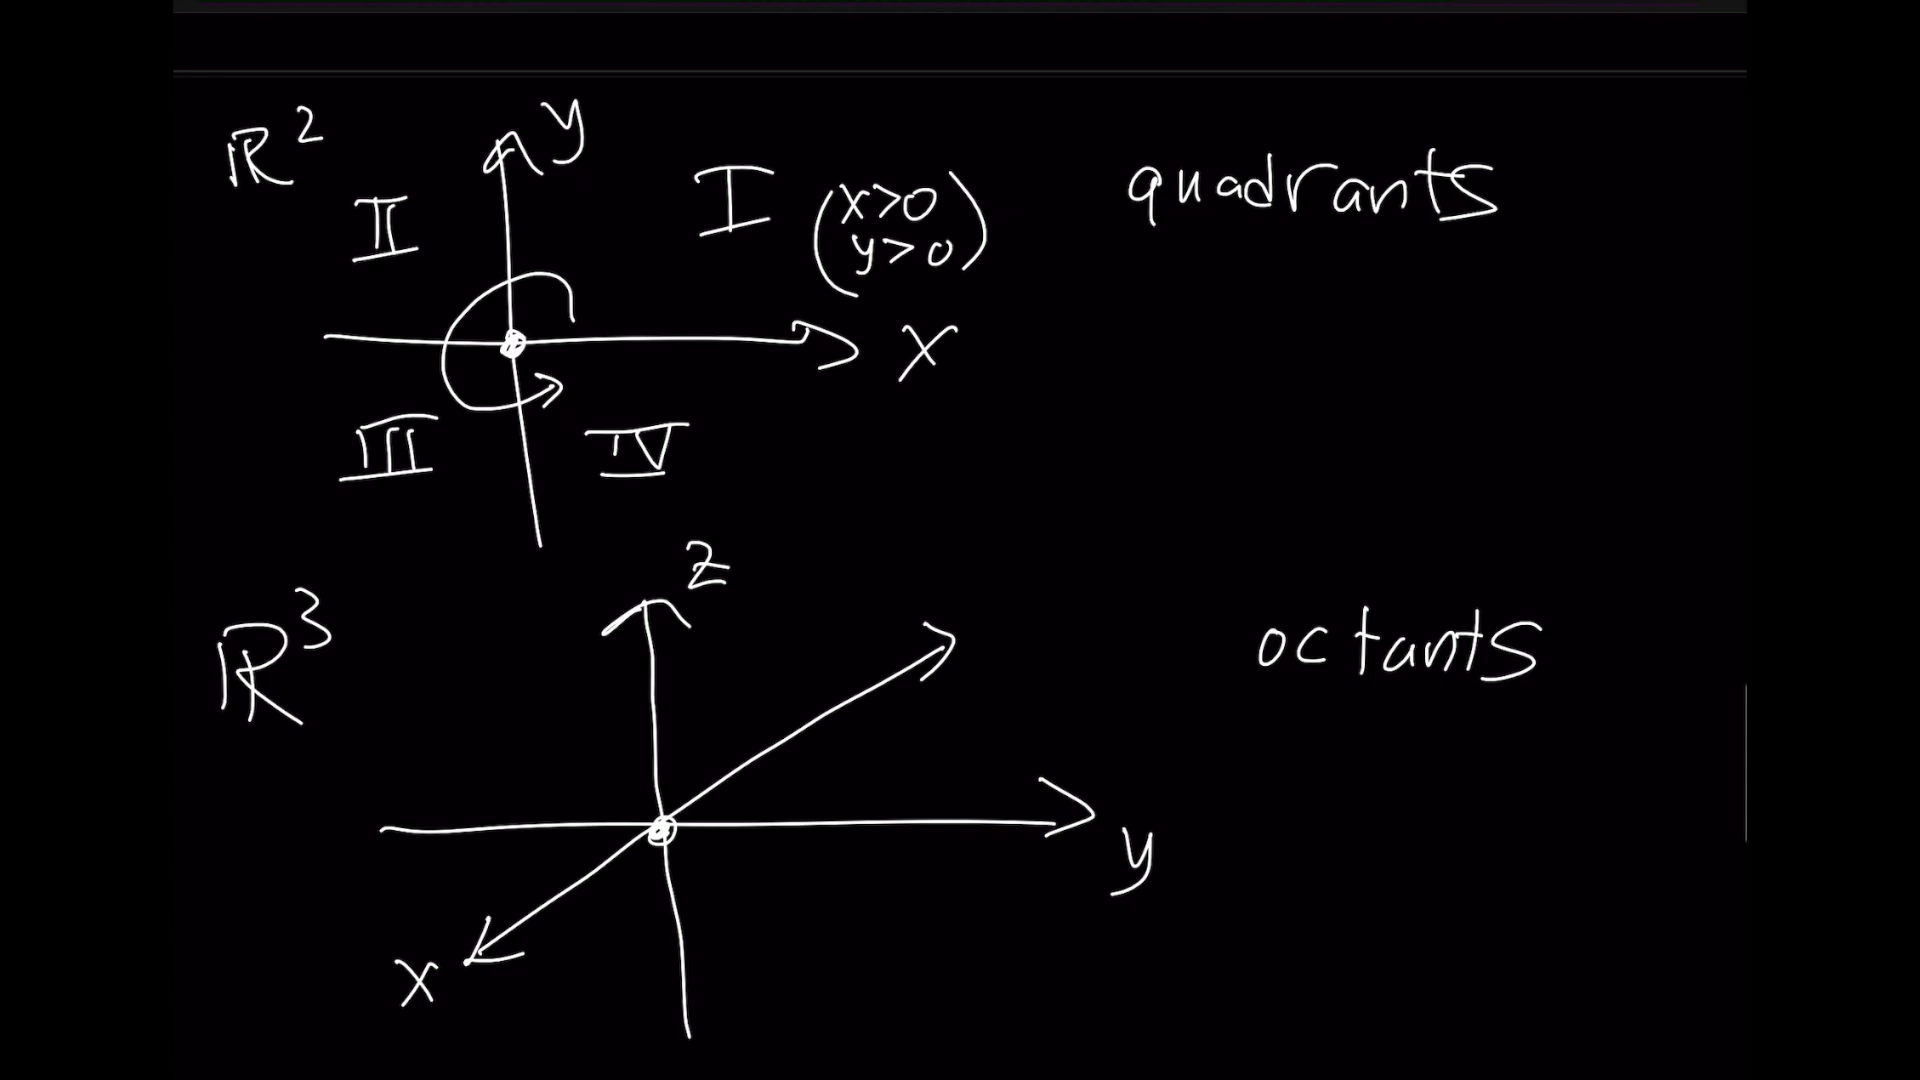 ℝ²
y
II
I
(x>0
y>0)
quadrants
x
III
IV
ℝ³
z
octants
y
x